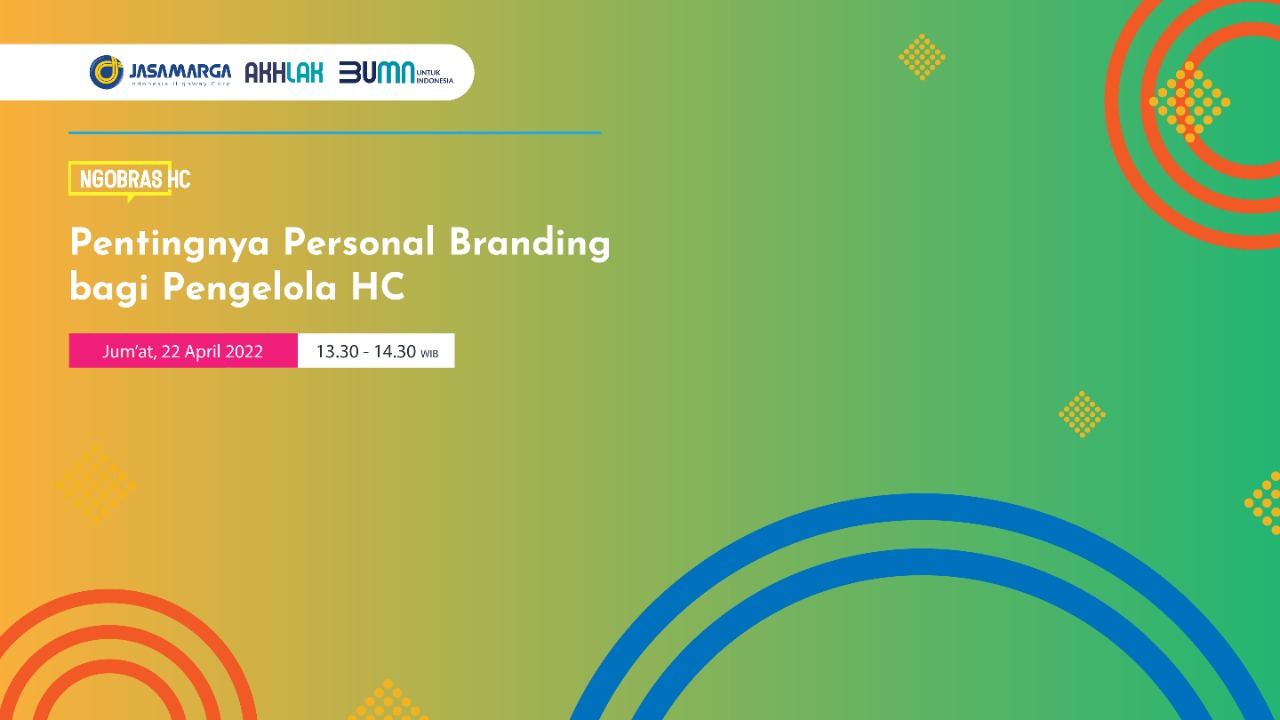 JASAMARGA AKHLAK BUMN UNTUK INDONESIA
Indonesia Highway Corp
NGOBRAS HC
Pentingnya Personal Branding
bagi Pengelola HC
Jum'at, 22 April 2022 13.30 - 14.30 WIB